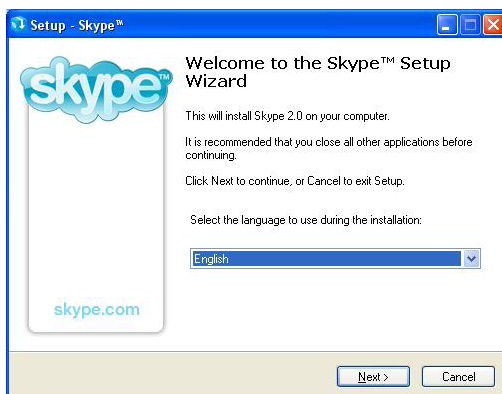 Setup - Skype™
skype™
Welcome to the Skype™ Setup
Wizard
This will install Skype 2.0 on your computer.
It is recommended that you close all other applications before
continuing.
Click Next to continue, or Cancel to exit Setup.
Select the language to use during the installation:
English
skype.com
Next >
Cancel